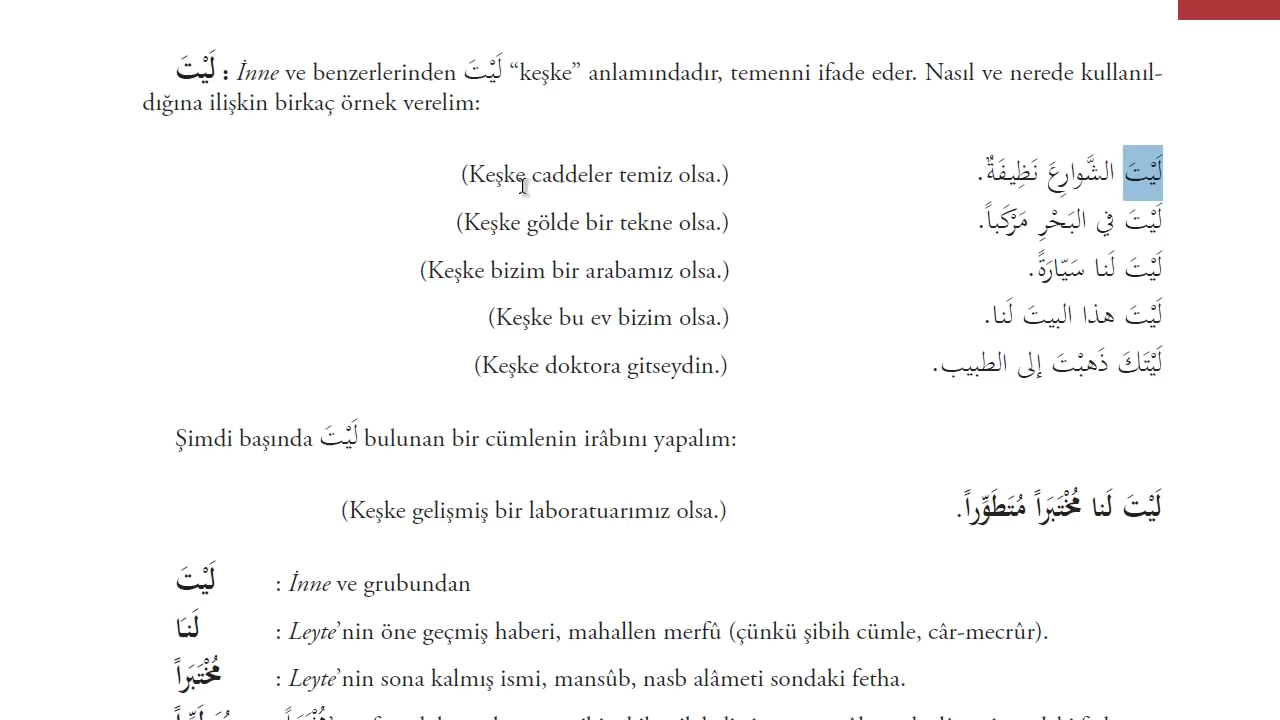 لَيْتَ : İnne ve benzerlerinden لَيْتَ “keşke” anlamındadır, temenni ifade eder. Nasıl ve nerede kullanıl-
dığına ilişkin birkaç örnek verelim:
(Keşke caddeler temiz olsa.) لَيْتَ الشَّوارِعَ نَظِيفَةٌ.
(Keşke gölde bir tekne olsa.) لَيْتَ في البَحْرِ مَرْكَباً.
(Keşke bizim bir arabamız olsa.) لَيْتَ لَنا سَيّارَةً.
(Keşke bu ev bizim olsa.) لَيْتَ هذا البيتَ لَنا.
(Keşke doktora gitseydin.) لَيْتَكَ ذَهبْتَ إلى الطبيب.
Şimdi başında لَيْتَ bulunan bir cümlenin irâbını yapalım:
(Keşke gelişmiş bir laboratuarımız olsa.) لَيْتَ لَنا مُخْتَبَراً مُتَطَوِّراً.
لَيْتَ : İnne ve grubundan
لَنَا : Leyte’nin öne geçmiş haberi, mahallen merfû (çünkü şibih cümle, câr-mecrûr).
مُخْتَبَراً : Leyte’nin sona kalmış ismi, mansûb, nasb alâmeti sondaki fetha.